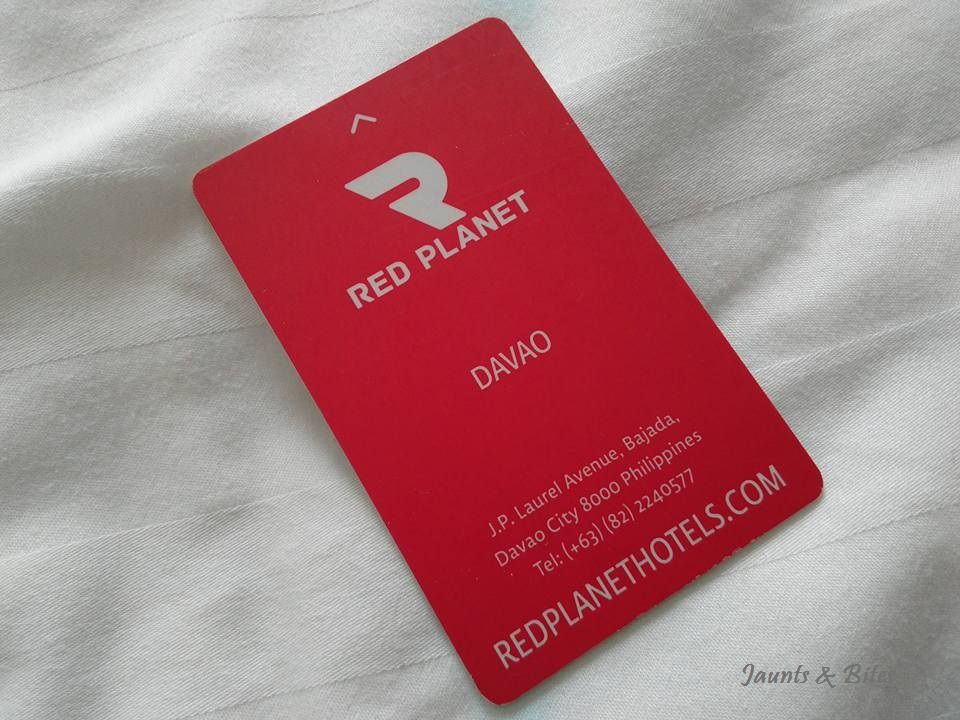 RED PLANET
DAVAO
J.P. Laurel Avenue, Bajada,
Davao City 8000 Philippines
Tel: (+63) (82) 2240577
REDPLANETHOTELS.COM
Jaunts & Bites